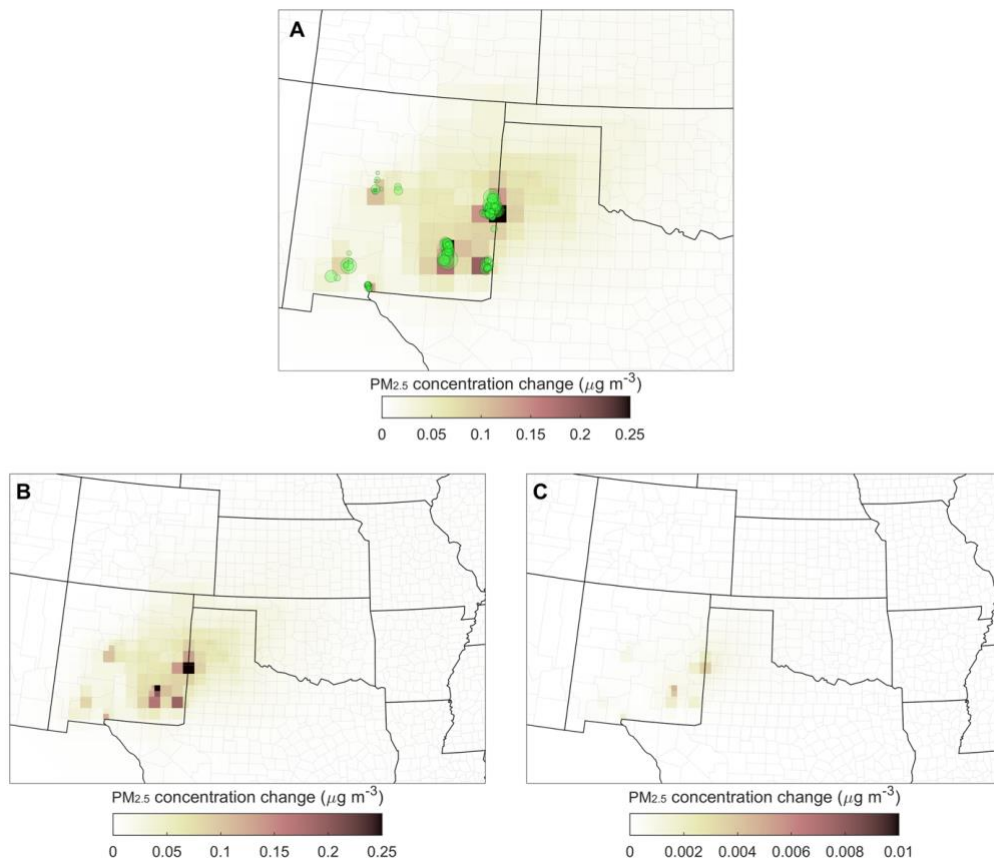 A
PM2.5 concentration change (μg m-3)
0 0.05 0.1 0.15 0.2 0.25
B
PM2.5 concentration change (μg m-3)
0 0.05 0.1 0.15 0.2 0.25
C
PM2.5 concentration change (μg m-3)
0 0.002 0.004 0.006 0.008 0.01